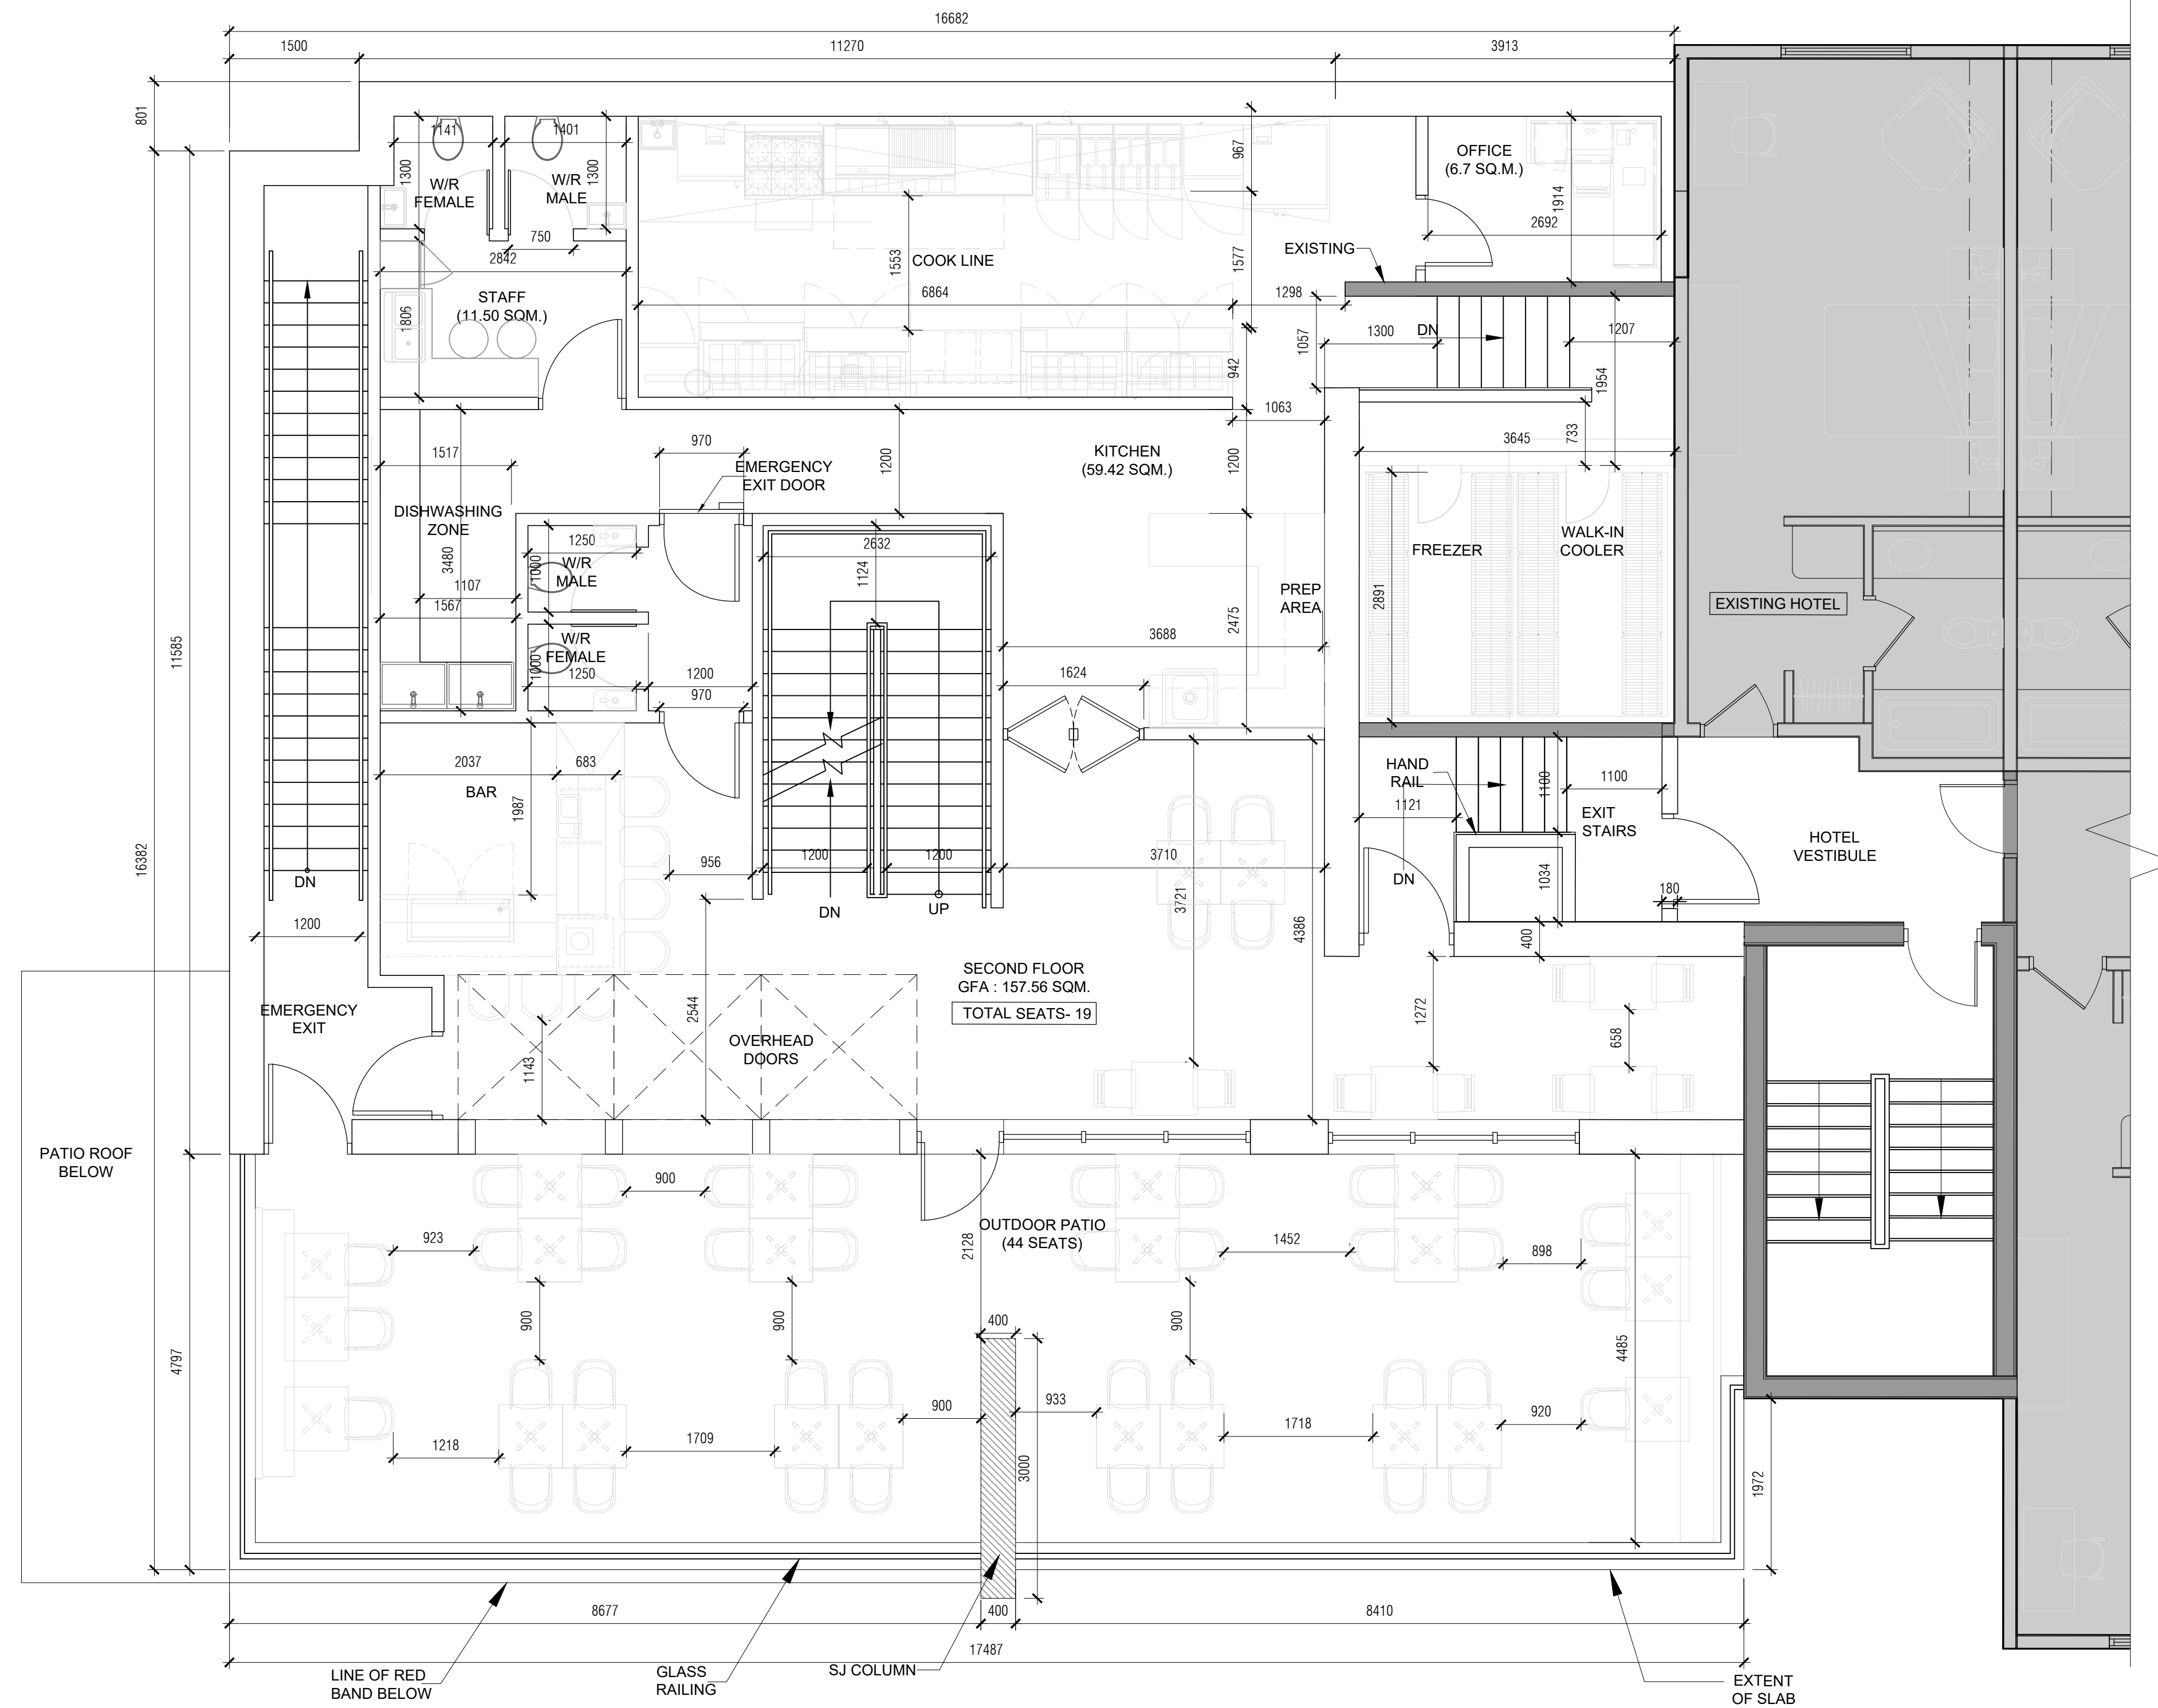 16682
1500
11270
3913
801
1141
1401
967
OFFICE
(6.7 SQ.M.)
1300
W/R
FEMALE
W/R
MALE
1300
1914
2692
750
2842
EXISTING
1553
COOK LINE
1577
STAFF
(11.50 SQM.)
1806
6864
1298
1300
DN
1207
1057
942
1954
1063
733
3645
1517
970
EMERGENCY
EXIT DOOR
1200
KITCHEN
(59.42 SQM.)
1200
DISHWASHING
ZONE
3480
1250
1000
W/R
MALE
2632
1124
FREEZER
WALK-IN
COOLER
1107
1567
PREP
AREA
2891
EXISTING HOTEL
2475
W/R
FEMALE
1000
1250
1200
970
3688
1624
11585
2037
683
BAR
1987
HAND
RAIL
1100
1100
1121
EXIT
STAIRS
HOTEL
VESTIBULE
16382
956
1200
1200
3710
3721
DN
1034
180
DN
DN
UP
1200
4386
400
SECOND FLOOR
GFA : 157.56 SQM.
TOTAL SEATS- 19
EMERGENCY
EXIT
2544
1272
658
OVERHEAD
DOORS
1143
PATIO ROOF
BELOW
900
923
OUTDOOR PATIO
(44 SEATS)
2128
1452
898
900
900
400
900
4485
4797
900
933
920
1218
1709
1718
3000
1972
8677
400
8410
17487
LINE OF RED
BAND BELOW
GLASS
RAILING
SJ COLUMN
EXTENT
OF SLAB